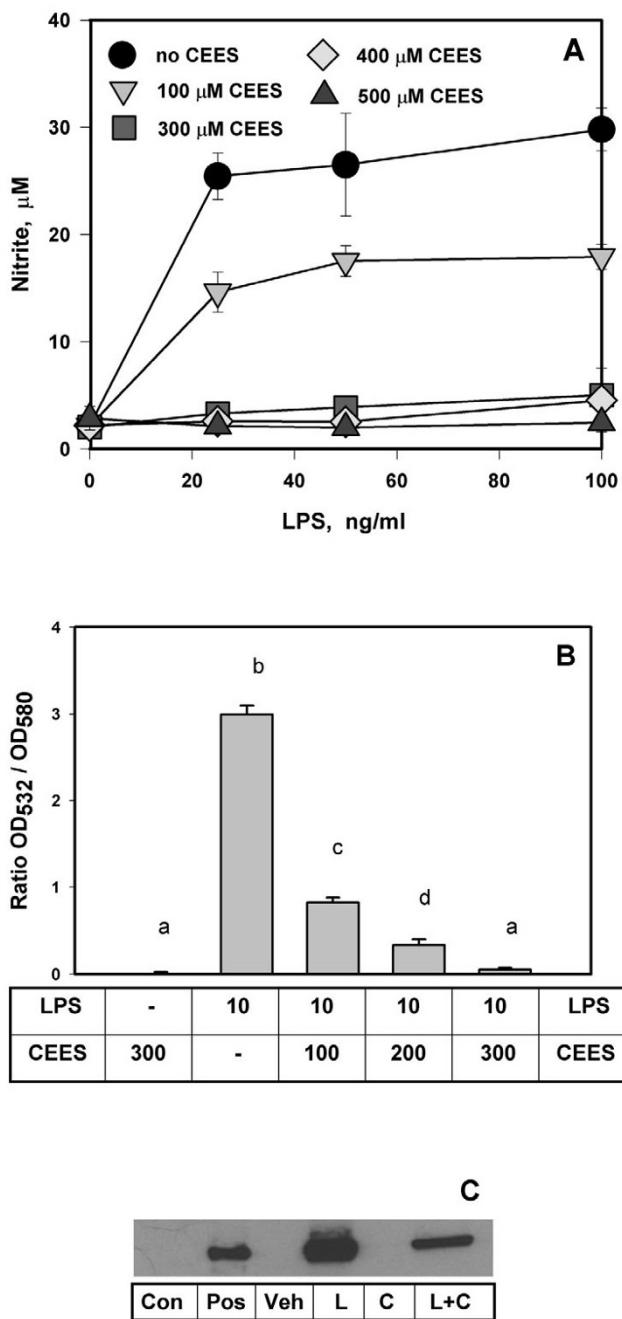 40
A
no CEES
400 μM CEES
100 μM CEES
500 μM CEES
300 μM CEES
30
20
10
0
Nitrite, μM
0 20 40 60 80 100
LPS, ng/ml
4
B
b
3
2
c
1
d
a
a
0
Ratio OD532 / OD580
LPS - 10 10 10 10 LPS
CEES 300 - 100 200 300 CEES
C
Con Pos Veh L C L+C